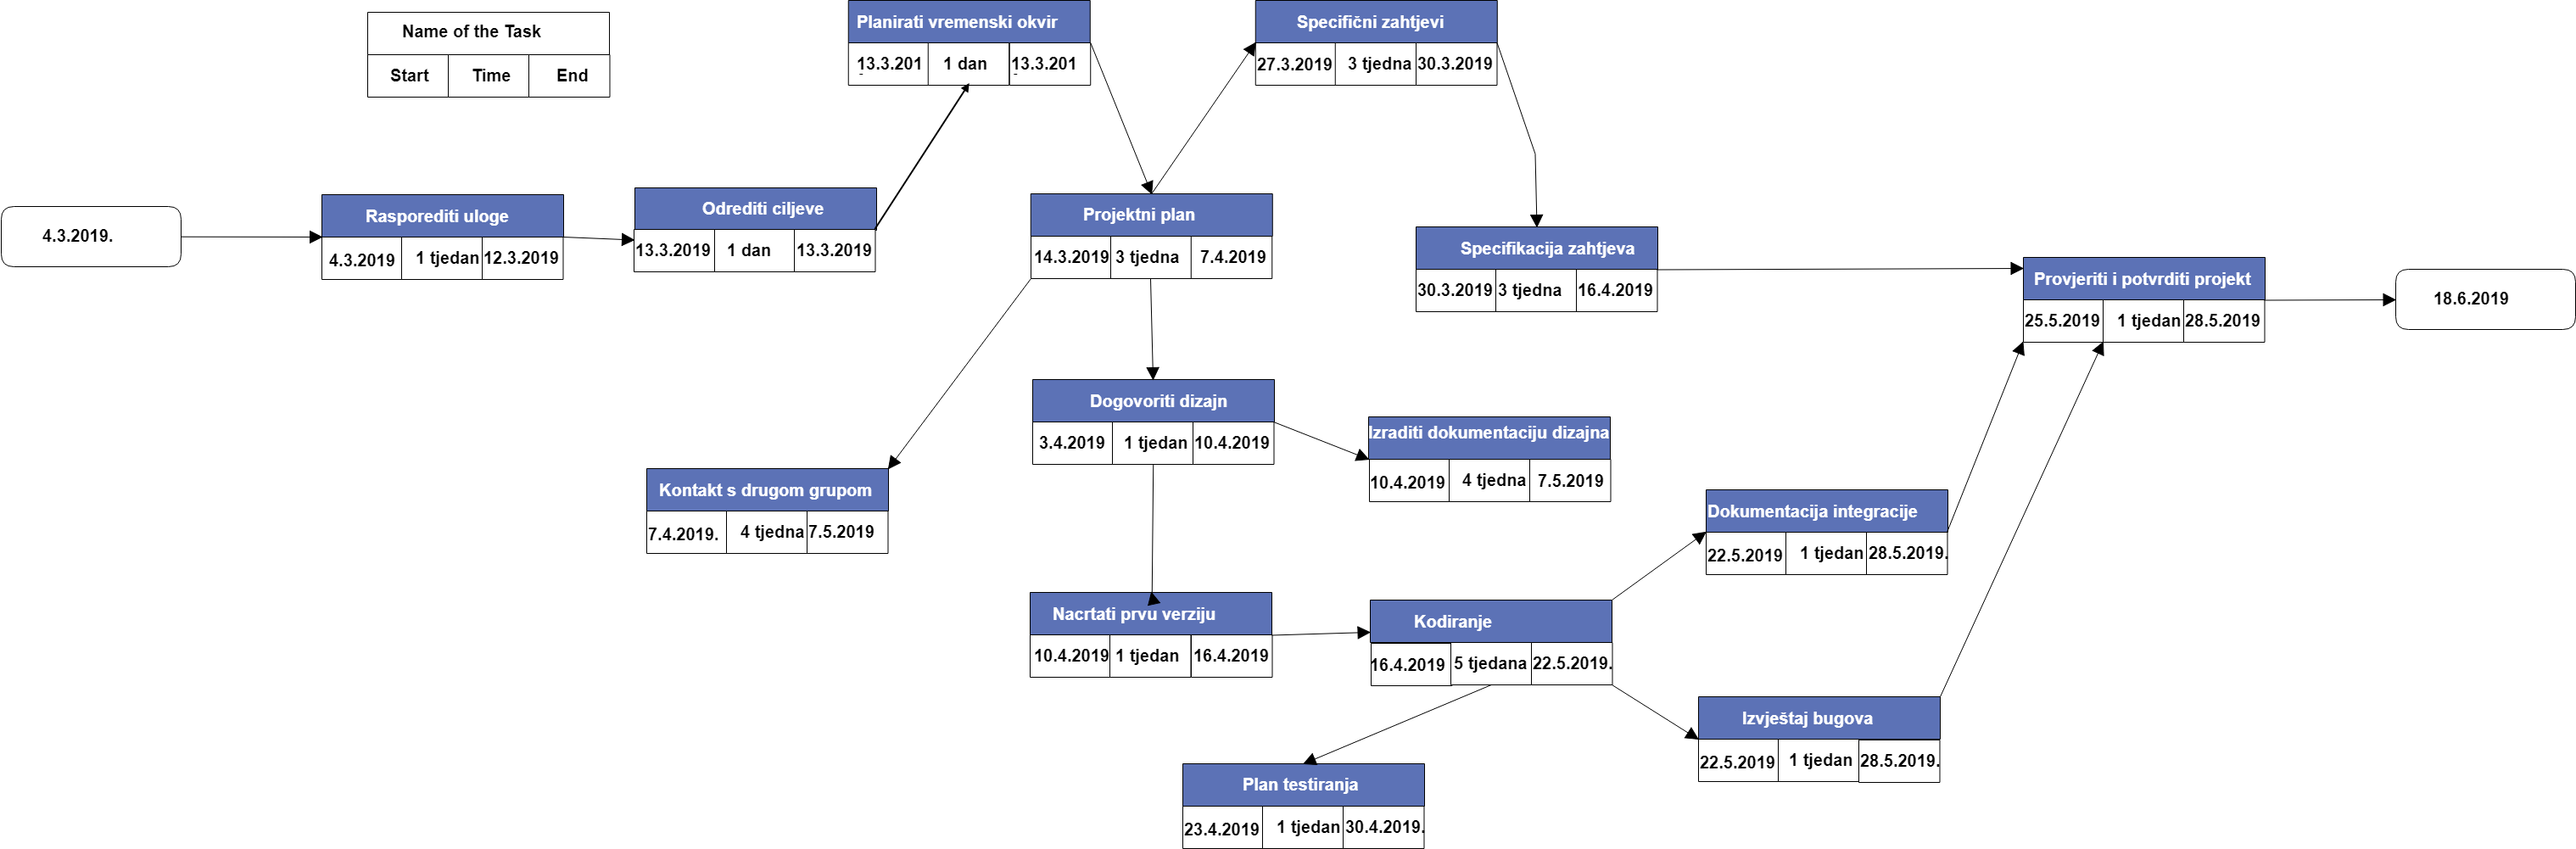 Name of the Task
Start Time End
4.3.2019.
Rasporediti uloge
4.3.2019 1 tjedan 12.3.2019
Odrediti ciljeve
13.3.2019 1 dan 13.3.2019
Planirati vremenski okvir
13.3.201 1 dan 13.3.201
Projektni plan
14.3.2019 3 tjedna 7.4.2019
Specifični zahtjevi
27.3.2019 3 tjedna 30.3.2019
Specifikacija zahtjeva
30.3.2019 3 tjedna 16.4.2019
Provjeriti i potvrditi projekt
25.5.2019 1 tjedan 28.5.2019
18.6.2019
Dogovoriti dizajn
3.4.2019 1 tjedan 10.4.2019
Izraditi dokumentaciju dizajna
10.4.2019 4 tjedna 7.5.2019
Kontakt s drugom grupom
7.4.2019. 4 tjedna 7.5.2019
Dokumentacija integracije
22.5.2019 1 tjedan 28.5.2019.
Nacrtati prvu verziju
10.4.2019 1 tjedan 16.4.2019
Kodiranje
16.4.2019 5 tjedana 22.5.2019.
Izvještaj bugova
22.5.2019 1 tjedan 28.5.2019.
Plan testiranja
23.4.2019 1 tjedan 30.4.2019.